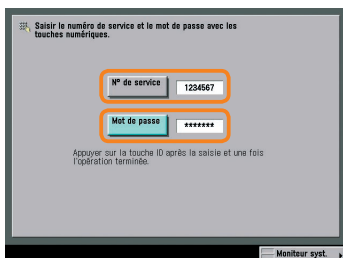 Saisir le numéro de service et le mot de passe avec les
touches numériques.
N° de service
1234567
Mot de passe
*******
Appuyer sur la touche ID après la saisie et une fois
l'opération terminée.
Moniteur syst.